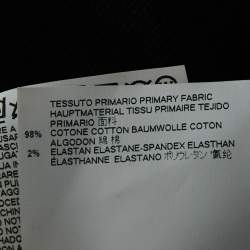 TESSUTO PRIMARIO PRIMARY FABRIC
HAUPTMATERIAL TISSU PRIMAIRE TEJIDO
PRIMARIO 面料
98% COTONE COTTON BAUMWOLLE COTON
ALGODON 綿 棉
2% ELASTAN ELASTANE-SPANDEX ELASTHAN
ÉLASTHANNE ELASTANO ポリウレタン 氨纶